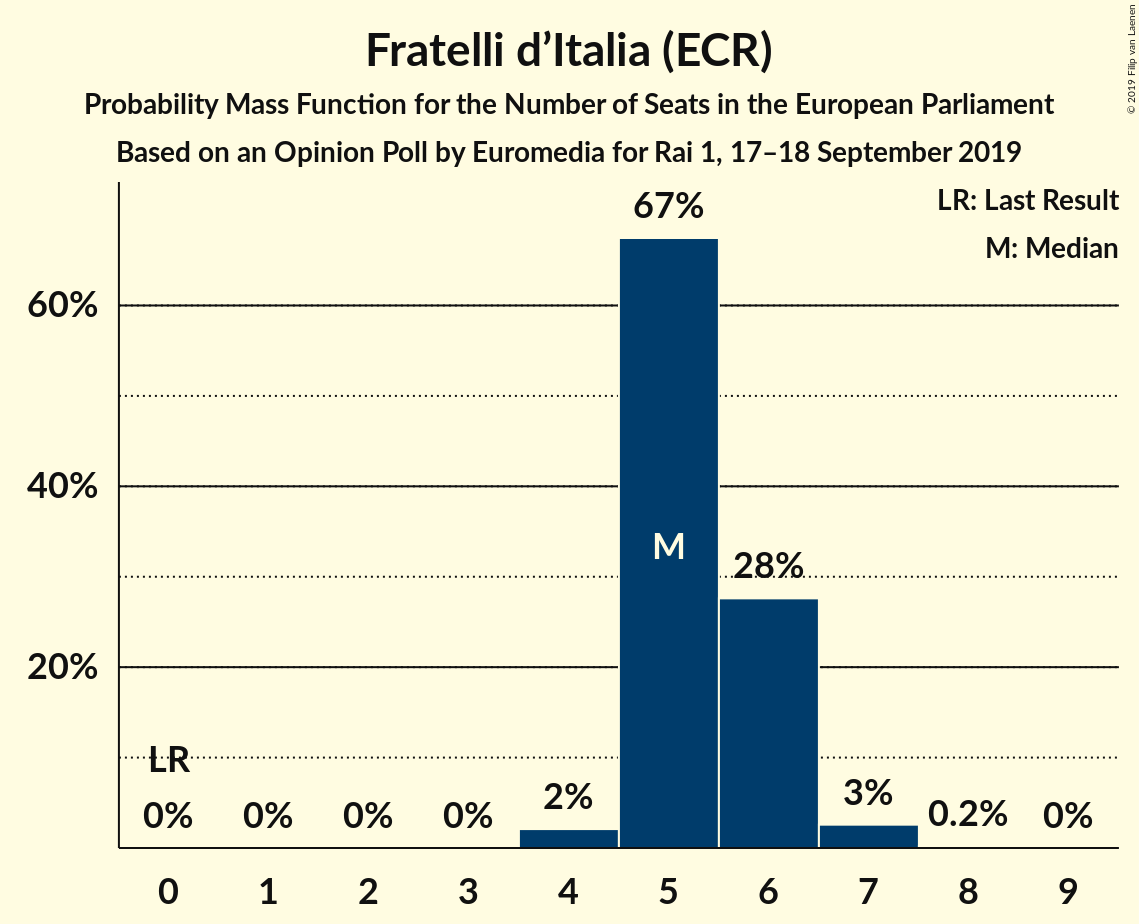 Fratelli d’Italia (ECR)
Probability Mass Function for the Number of Seats in the European Parliament
Based on an Opinion Poll by Euromedia for Rai 1, 17–18 September 2019
© 2019 Filip van Laenen
LR: Last Result
M: Median
67%
60%
40%
M
28%
20%
LR
0% 0% 0% 0% 2% 3% 0.2% 0%
0 1 2 3 4 5 6 7 8 9